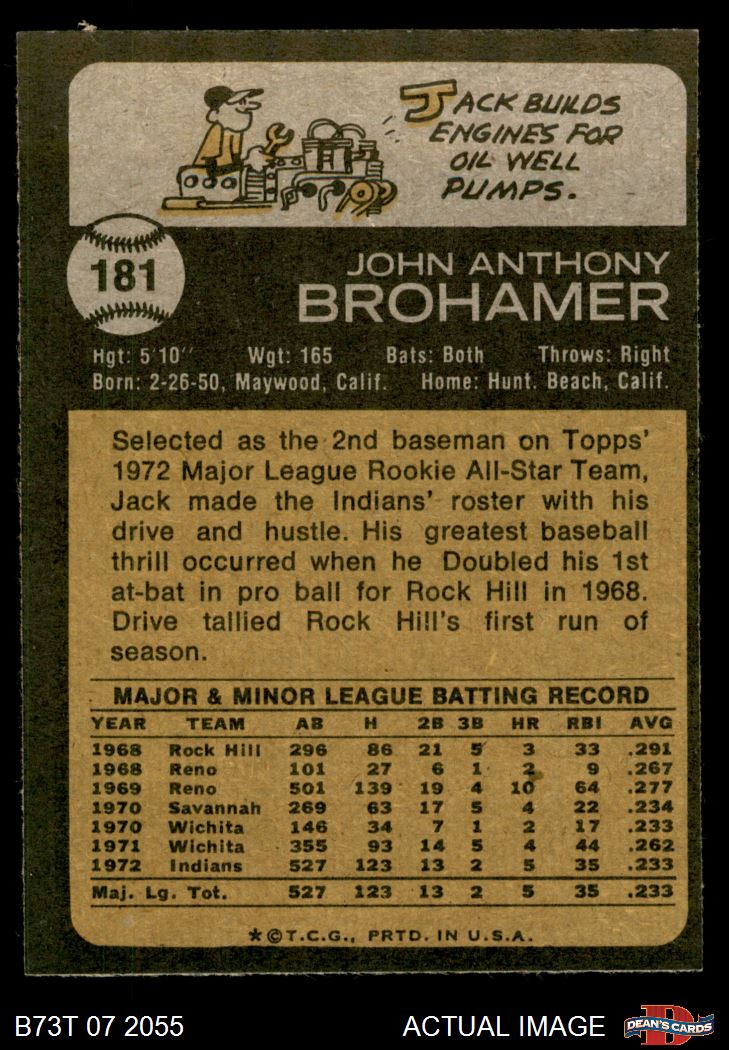 JACK BUILDS
ENGINES FOR
OIL WELL
PUMPS.
181
JOHN ANTHONY
BROHAMER
Hgt: 5'10" Wgt: 165 Bats: Both Throws: Right
Born: 2-26-50, Maywood, Calif. Home: Hunt. Beach, Calif.
Selected as the 2nd baseman on Topps'
1972 Major League Rookie All-Star Team,
Jack made the Indians' roster with his
drive and hustle. His greatest baseball
thrill occurred when he Doubled his 1st
at-bat in pro ball for Rock Hill in 1968.
Drive tallied Rock Hill's first run of
season.
MAJOR & MINOR LEAGUE BATTING RECORD
YEAR TEAM AB H 2B 3B HR RBI AVG
1968 Rock Hill 296 86 21 5 3 33 .291
1968 Reno 101 27 6 1 2 9 .267
1969 Reno 501 139 19 4 10 64 .277
1970 Savannah 269 63 17 5 4 22 .234
1970 Wichita 146 34 7 1 2 17 .233
1971 Wichita 355 93 14 5 4 44 .262
1972 Indians 527 123 13 2 5 35 .233
Maj. Lg. Tot. 527 123 13 2 5 35 .233
*©T.C.G., PRTD. IN U.S.A.
B73T 07 2055 ACTUAL IMAGE
D
DEAN'S CARDS